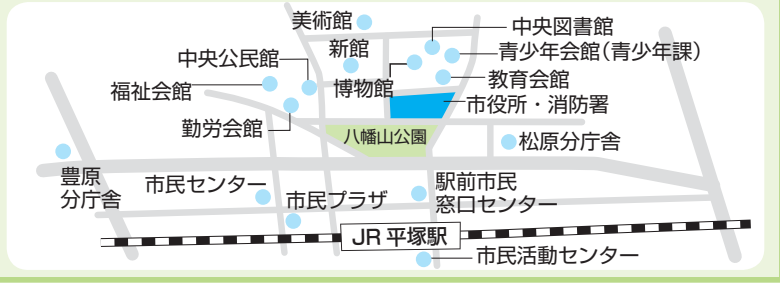 美術館
中央図書館
新館
青少年会館(青少年課)
中央公民館
博物館
教育会館
福祉会館
市役所・消防署
勤労会館
八幡山公園
松原分庁舎
豊原
分庁舎
市民センター
市民プラザ
駅前市民
窓口センター
JR 平塚駅
市民活動センター